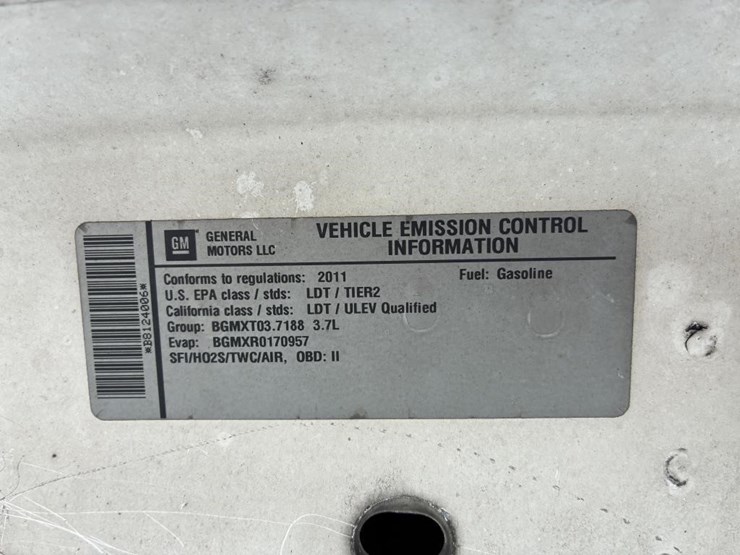 GM
GENERAL
MOTORS LLC
VEHICLE EMISSION CONTROL
INFORMATION
Conforms to regulations: 2011
Fuel: Gasoline
U.S. EPA class / stds: LDT / TIER2
California class / stds: LDT / ULEV Qualified
Group: BGMXT03.7188 3.7L
Evap: BGMXR0170957
SFI/HO2S/TWC/AIR, OBD: II
*B8124006*